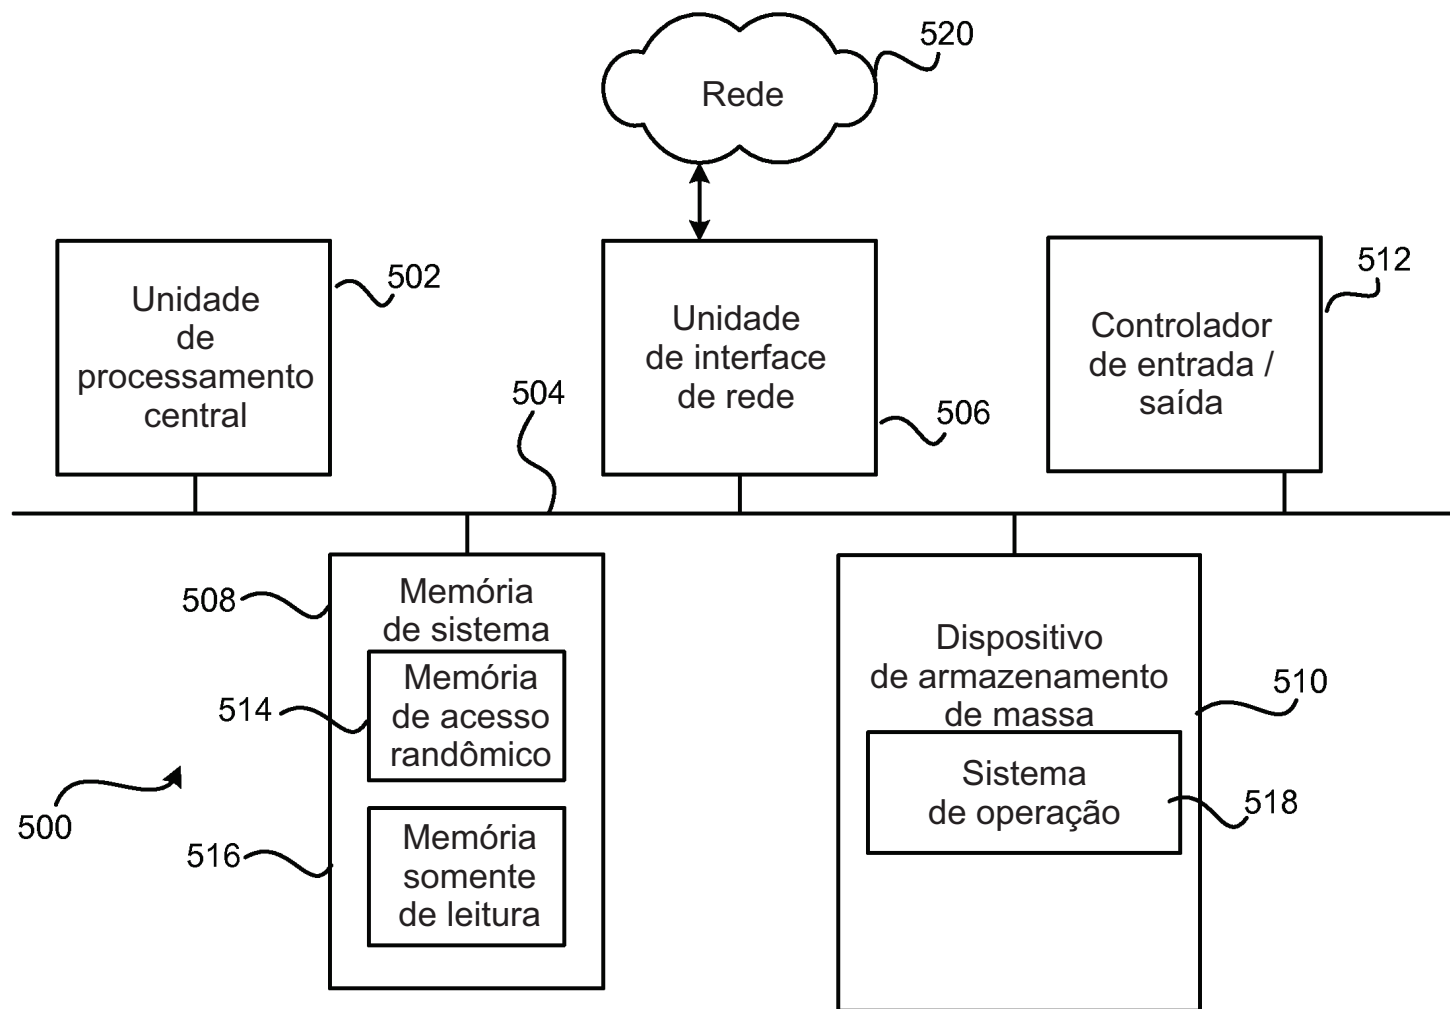 520
Rede
502
Unidade
de
processamento
central
504
Unidade
de interface
de rede
506
512
Controlador
de entrada /
saída
508
Memória
de sistema
514
Memória
de acesso
randômico
500
516
Memória
somente
de leitura
Dispositivo
de armazenamento
de massa
510
Sistema
de operação
518